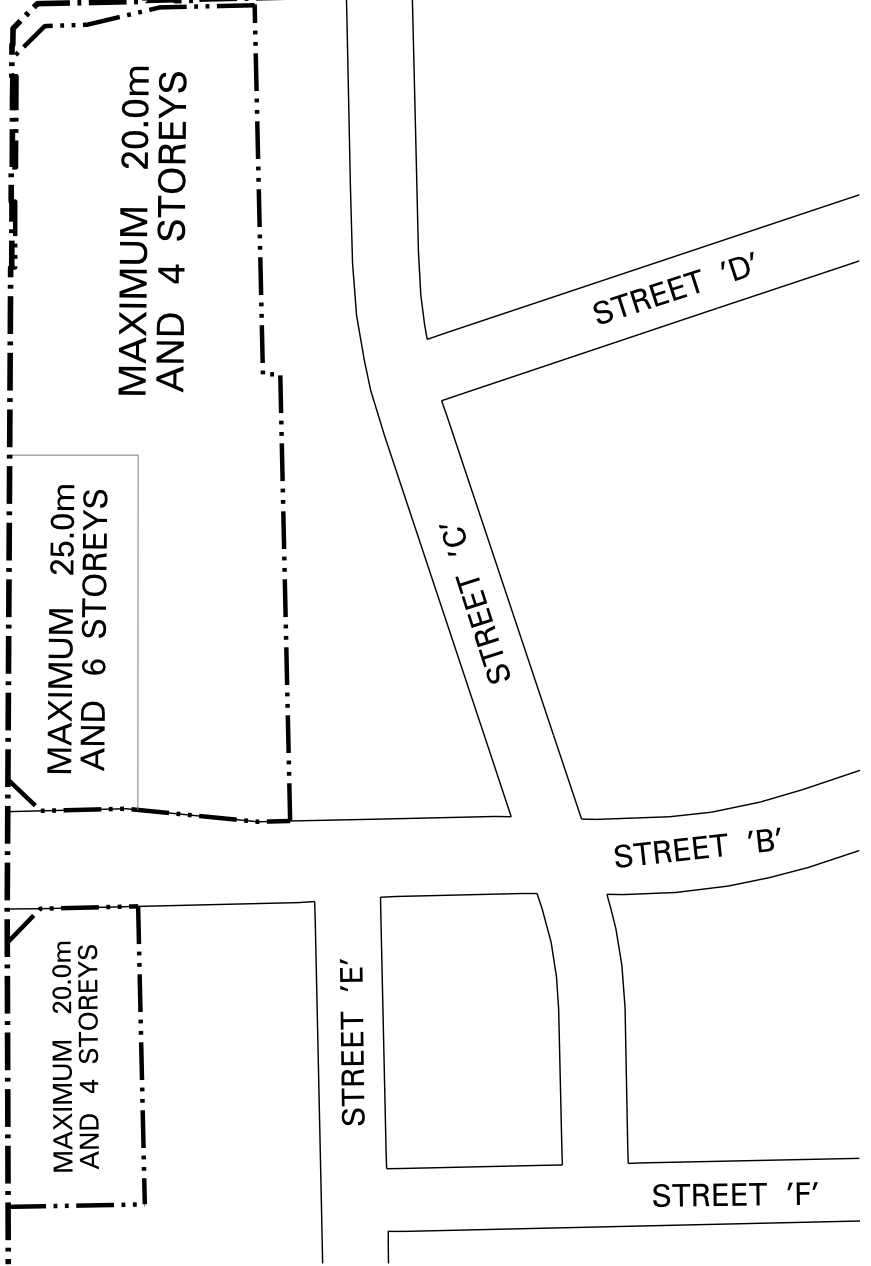 MAXIMUM 20.0m
AND 4 STOREYS
STREET 'D'
MAXIMUM 25.0m
AND 6 STOREYS
STREET 'C'
STREET 'B'
MAXIMUM 20.0m
AND 4 STOREYS
STREET 'E'
STREET 'F'